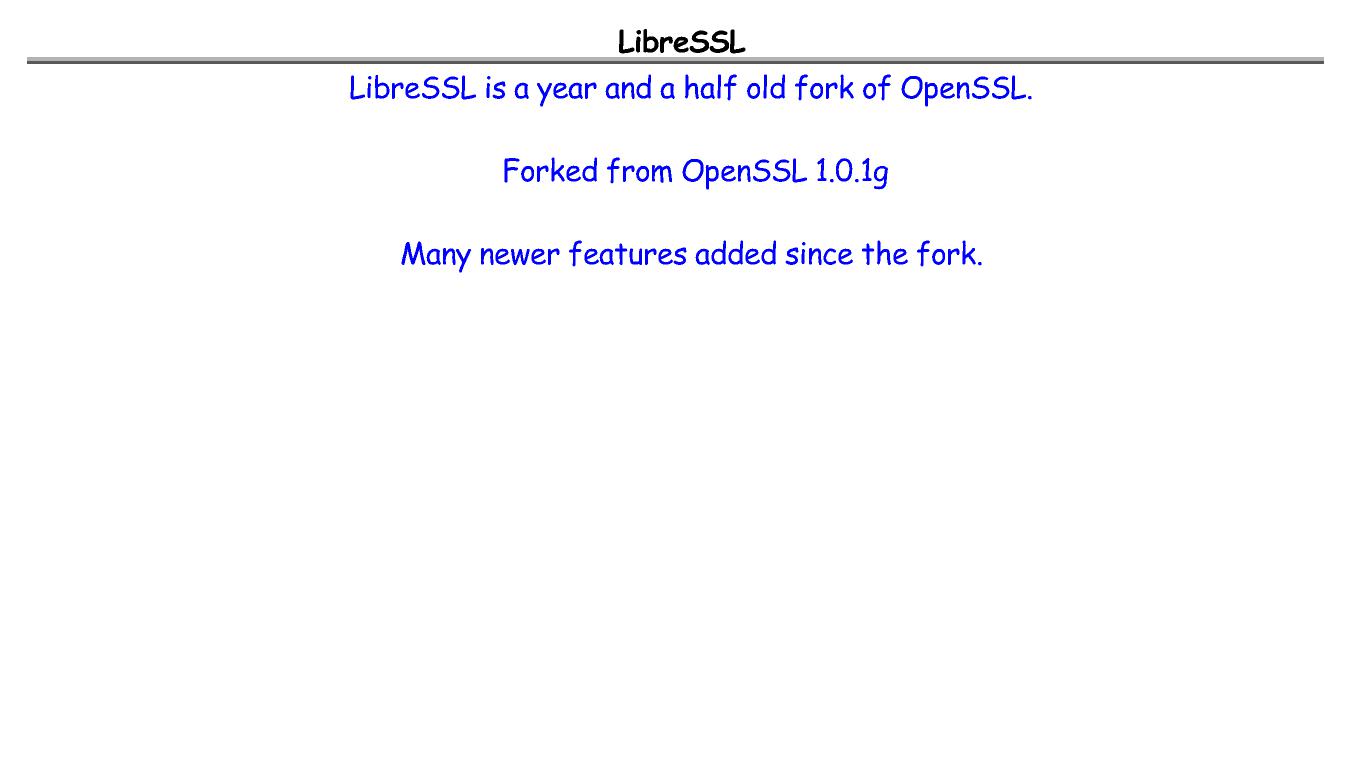 LibreSSL
LibreSSL is a year and a half old fork of OpenSSL.
Forked from OpenSSL 1.0.1g
Many newer features added since the fork.